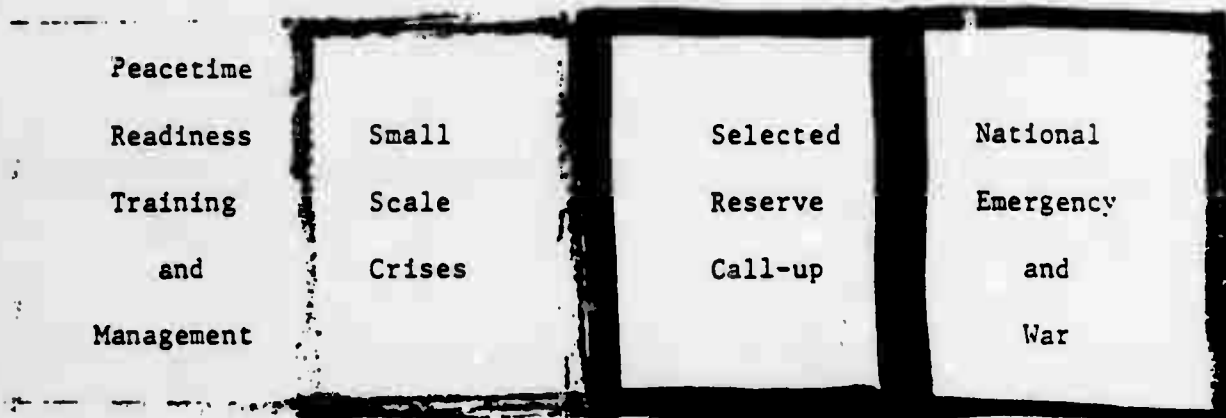 Peacetime
Readiness
Training
and
Management
Small
Scale
Crises
Selected
Reserve
Call-up
National
Emergency
and
War